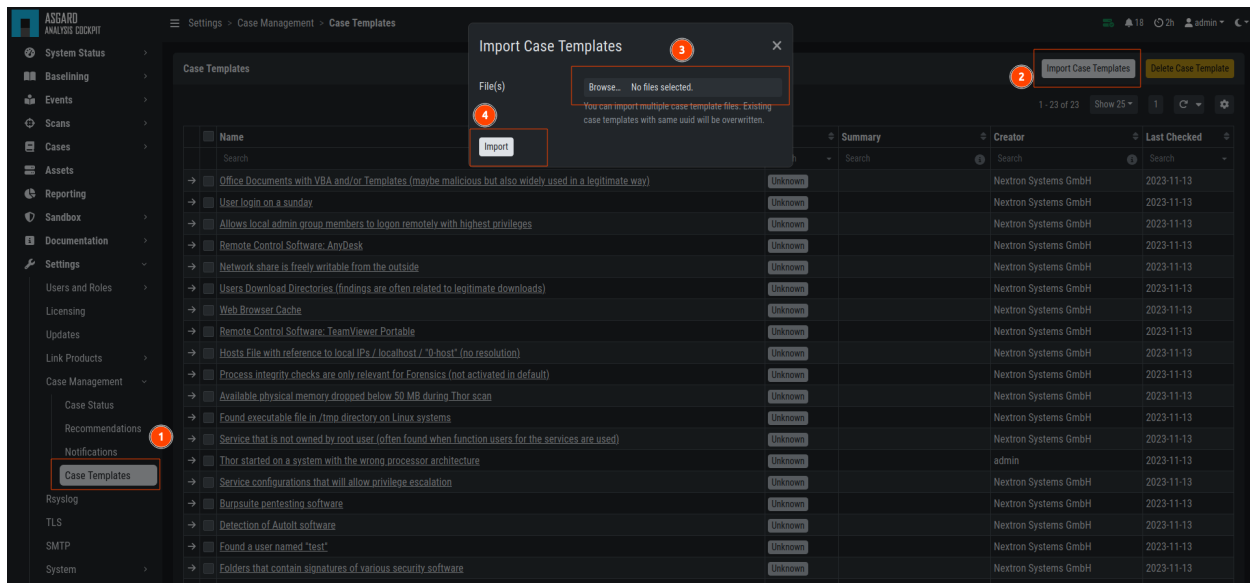 ASGARD
ANALYSIS COCKPIT
Settings > Case Management > Case Templates
18 2h admin
System Status
Baselining
Events
Scans
Cases
Assets
Reporting
Sandbox
Documentation
Settings
Users and Roles
Licensing
Updates
Link Products
Case Management
Case Status
Recommendations
Notifications
Case Templates
Rsyslog
TLS
SMTP
System
1
Case Templates
Import Case Templates
3
File(s)
Browse... No files selected.
You can import multiple case template files. Existing
case templates with same uuid will be overwritten.
4
Import
2
Import Case Templates Delete Case Template
1 - 23 of 23 Show 25 1
Name Summary Creator Last Checked
Search Search Search Search
Office Documents with VBA and/or Templates (maybe malicious but also widely used in a legitimate way) Unknown Nextron Systems GmbH 2023-11-13
User login on a sunday Unknown Nextron Systems GmbH 2023-11-13
Allows local admin group members to logon remotely with highest privileges Unknown Nextron Systems GmbH 2023-11-13
Remote Control Software: AnyDesk Unknown Nextron Systems GmbH 2023-11-13
Network share is freely writable from the outside Unknown Nextron Systems GmbH 2023-11-13
Users Download Directories (findings are often related to legitimate downloads) Unknown Nextron Systems GmbH 2023-11-13
Web Browser Cache Unknown Nextron Systems GmbH 2023-11-13
Remote Control Software: TeamViewer Portable Unknown Nextron Systems GmbH 2023-11-13
Hosts File with reference to local IPs / localhost / "0-host" (no resolution) Unknown Nextron Systems GmbH 2023-11-13
Process integrity checks are only relevant for Forensics (not activated in default) Unknown Nextron Systems GmbH 2023-11-13
Available physical memory dropped below 50 MB during Thor scan Unknown Nextron Systems GmbH 2023-11-13
Found executable file in /tmp directory on Linux systems Unknown Nextron Systems GmbH 2023-11-13
Service that is not owned by root user (often found when function users for the services are used) Unknown Nextron Systems GmbH 2023-11-13
Thor started on a system with the wrong processor architecture Unknown admin 2023-11-13
Service configurations that will allow privilege escalation Unknown Nextron Systems GmbH 2023-11-13
Burpsuite pentesting software Unknown Nextron Systems GmbH 2023-11-13
Detection of AutoIt software Unknown Nextron Systems GmbH 2023-11-13
Found a user named "test" Unknown Nextron Systems GmbH 2023-11-13
Folders that contain signatures of various security software Unknown Nextron Systems GmbH 2023-11-13